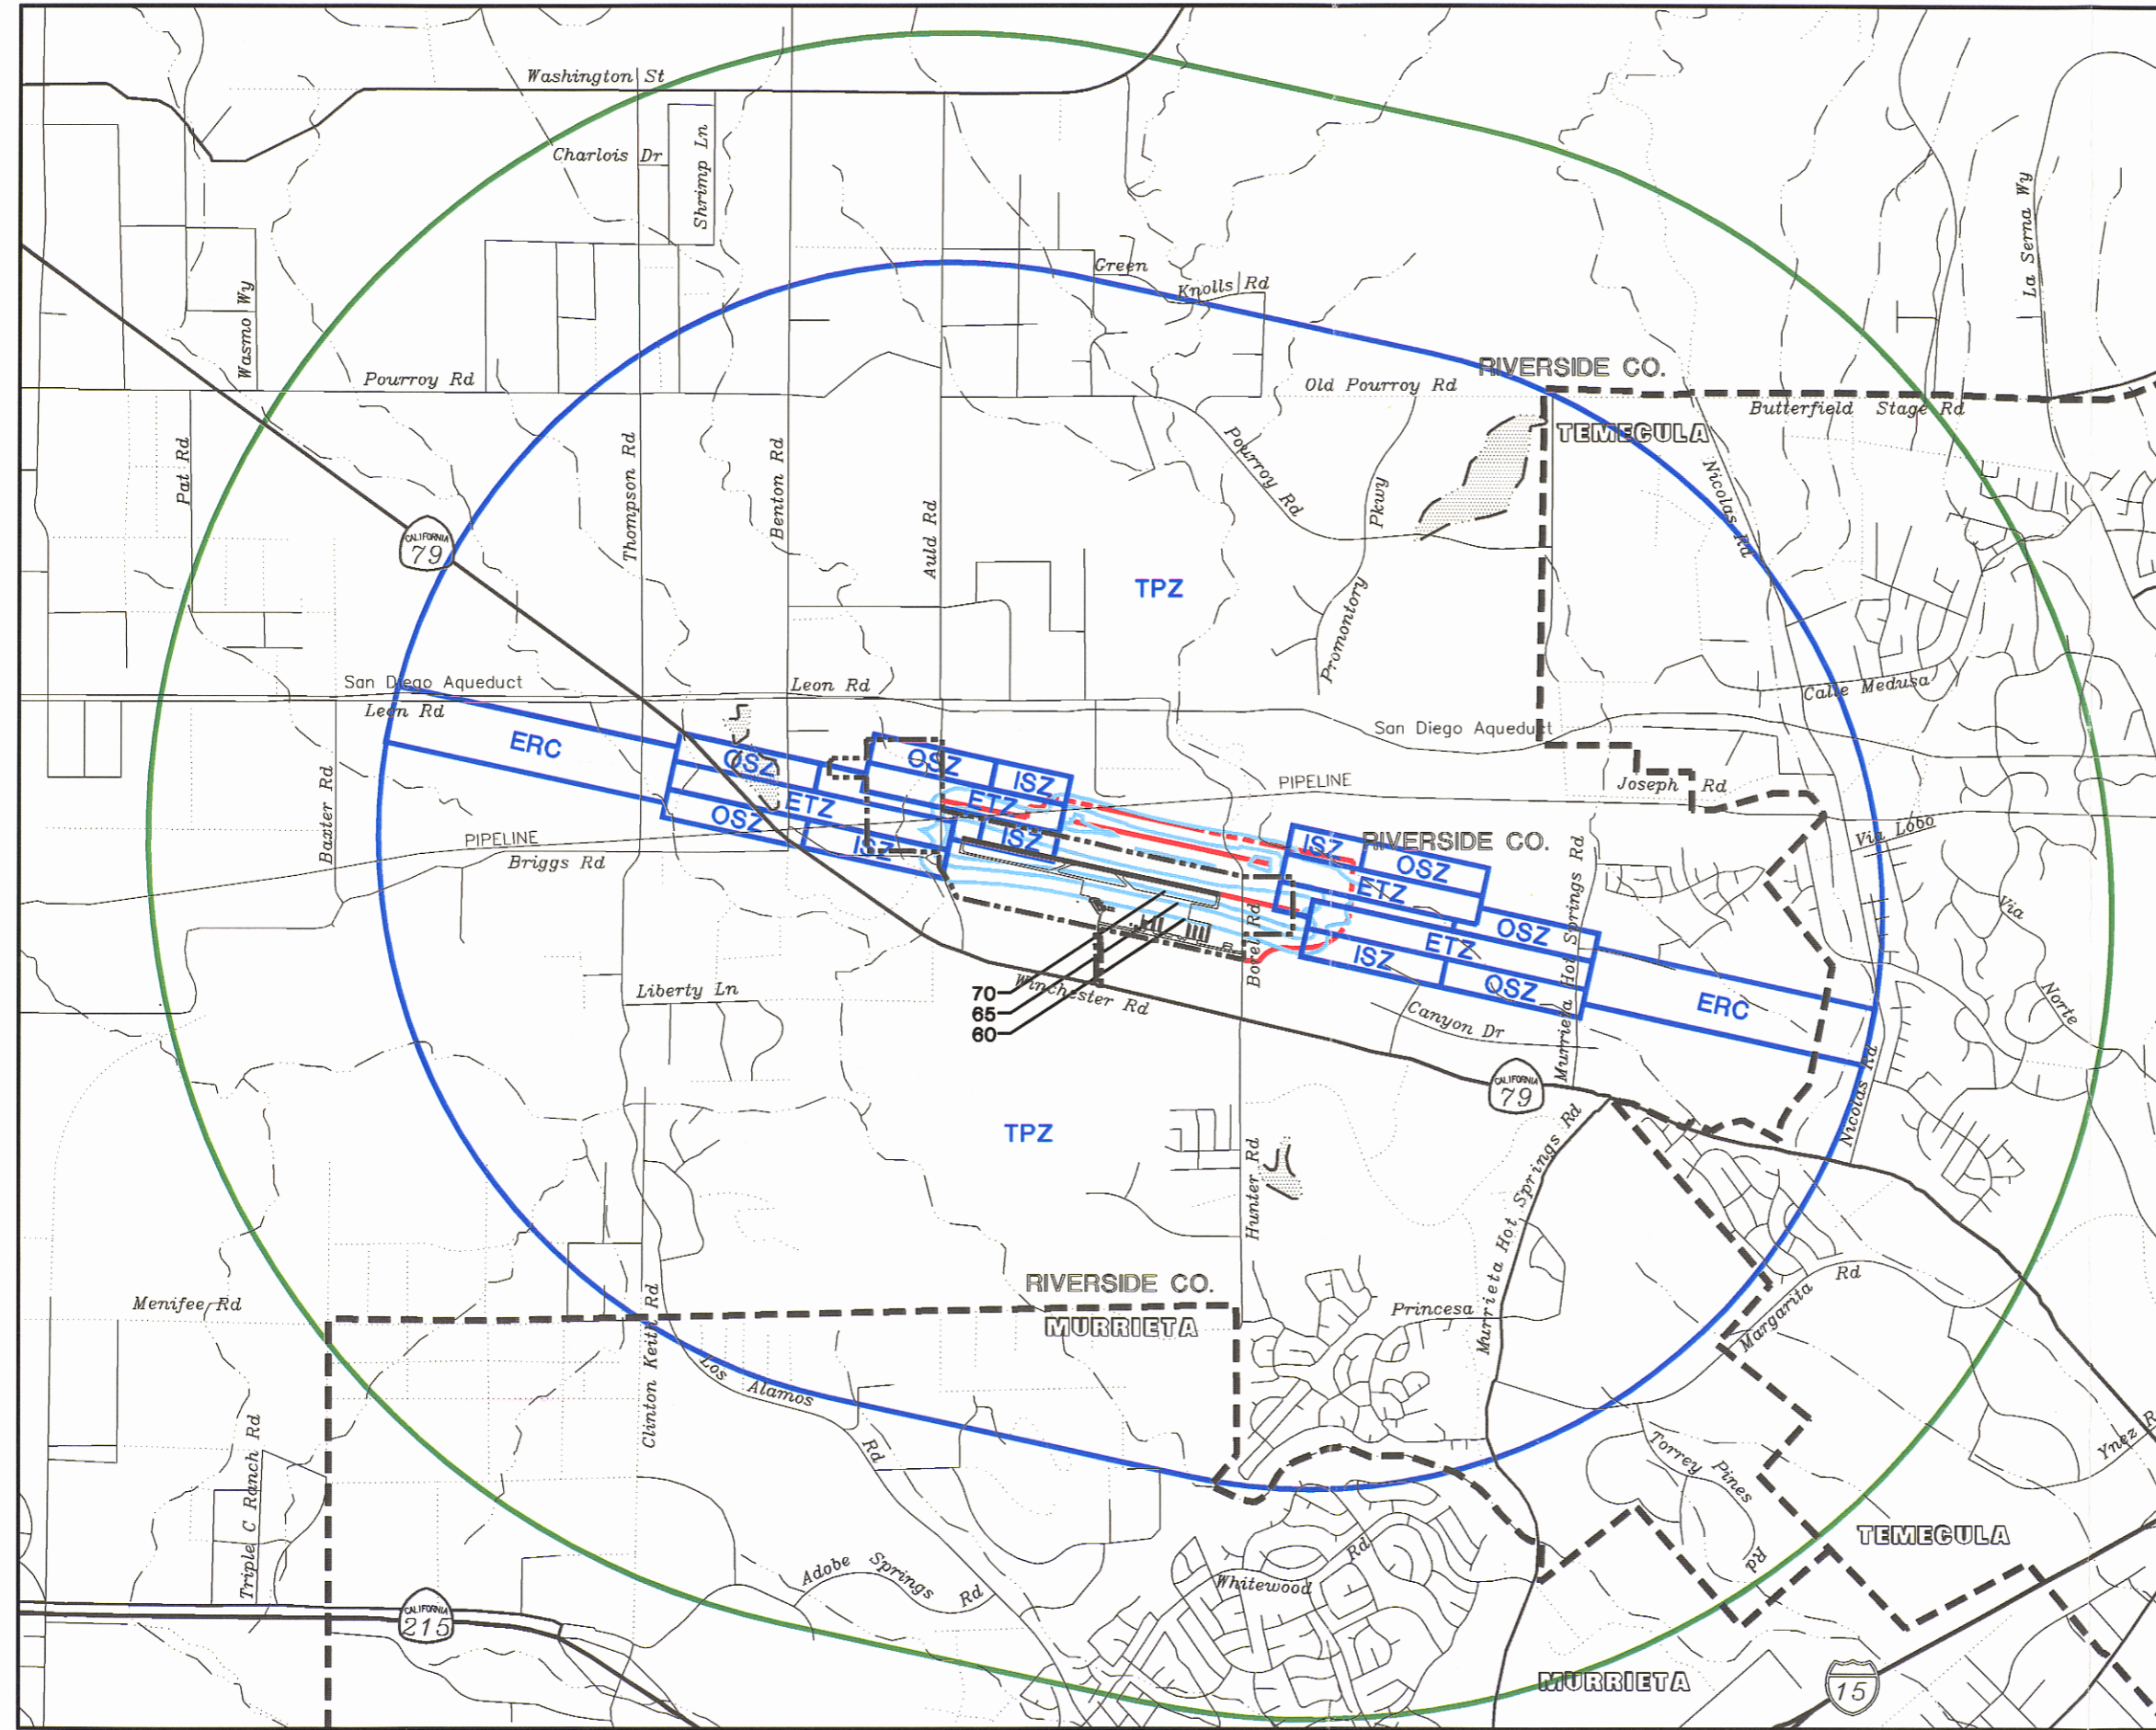 Washington St
Charlois Dr
Shrimp Ln
La Serna Wy
Green
Knolls Rd
Wasmo Wy
RIVERSIDE CO.
Pourroy Rd
Old Pourroy Rd
Butterfield Stage Rd
TEMECULA
Pat Rd
Thompson Rd
Benton Rd
Auld Rd
Pourroy Rd
Pkwy
Promontory
Nicolas Rd
CALIFORNIA
79
TPZ
San Diego Aqueduct
Leon Rd
Leon Rd
Calle Medusa
San Diego Aqueduct
ERC
OSZ
OSZ
ISZ
PIPELINE
Joseph Rd
ETZ
ETZ
OSZ
ISZ
ISZ
ISZ
RIVERSIDE CO.
OSZ
Via Lobo
PIPELINE
Briggs Rd
Baxter Rd
ETZ
Via
Norte
OSZ
ETZ
ISZ
OSZ
ERC
Borel Rd
Murrieta Hot Springs Rd
Liberty Ln
70
65
60
Winchester Rd
Canyon Dr
CALIFORNIA
79
Nicolas Rd
TPZ
Hunter Rd
Murrieta Hot Springs Rd
RIVERSIDE CO.
MURRIETA
Menifee Rd
Princesa
Margarita Rd
Clinton Keith Rd
Los Alamos Rd
Triple C Ranch Rd
Torrey Pines Rd
Ynez R
Adobe Springs Rd
Whitewood Rd
TEMECULA
CALIFORNIA
215
MURRIETA
15